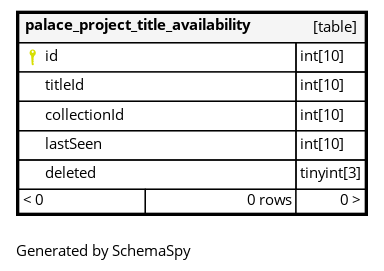 palace_project_title_availability [table]
id int[10]
titleId int[10]
collectionId int[10]
lastSeen int[10]
deleted tinyint[3]
< 0 0 rows 0 >
Generated by SchemaSpy